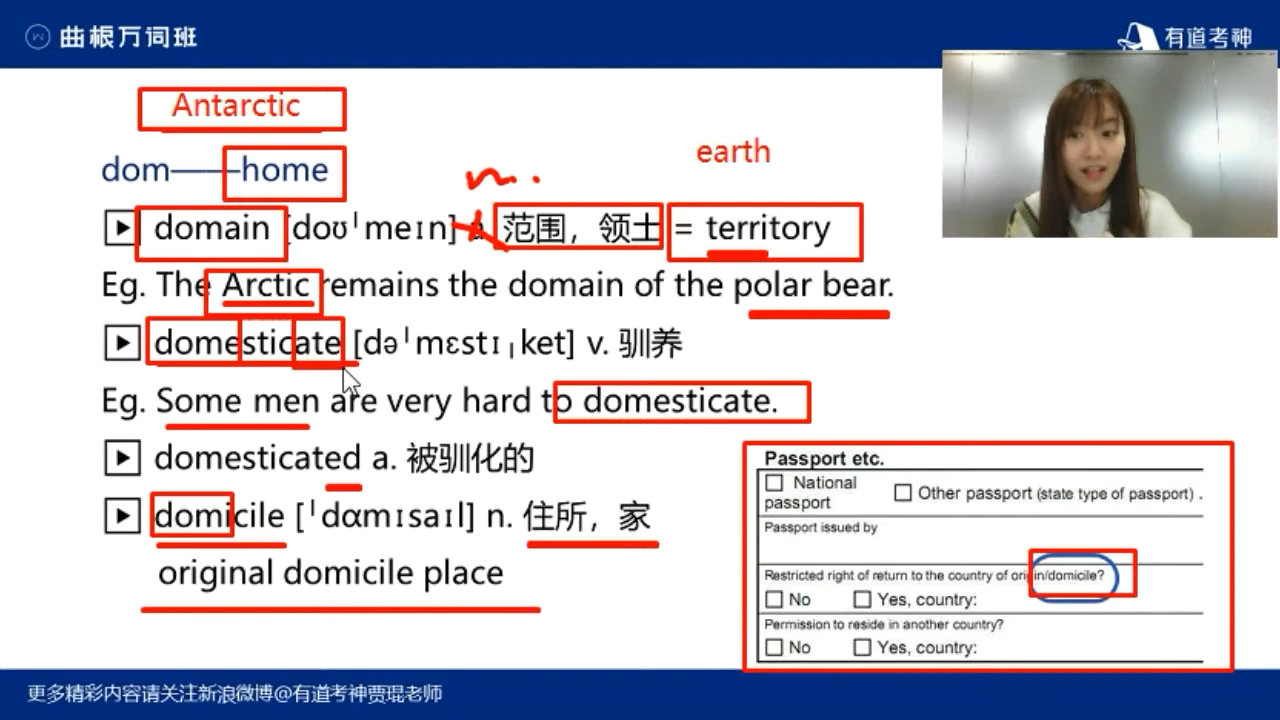 曲根万词班
有道考神
Antarctic
dom——home
earth
n.
domain [doʊˈmeɪn] 范围，领土 = territory
Eg. The Arctic remains the domain of the polar bear.
domesticate [dəˈmɛstɪˌket] v. 驯养
Eg. Some men are very hard to domesticate.
domesticated a. 被驯化的
domicile [ˈdɑmɪsaɪl] n. 住所，家
original domicile place
Passport etc.
National passport
Other passport (state type of passport) .
Passport issued by
Restricted right of return to the country of origin/domicile?
No Yes, country:
Permission to reside in another country?
No Yes, country:
更多精彩内容请关注新浪微博@有道考神贾琨老师